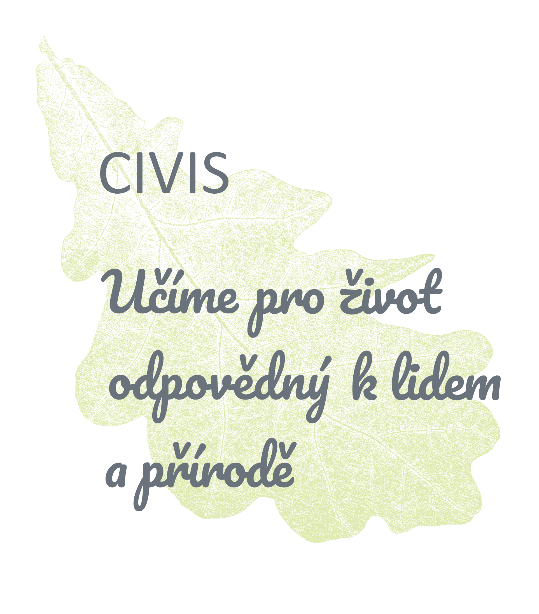 CIVIS
Učíme pro život
odpovědný k lidem
a přírodě